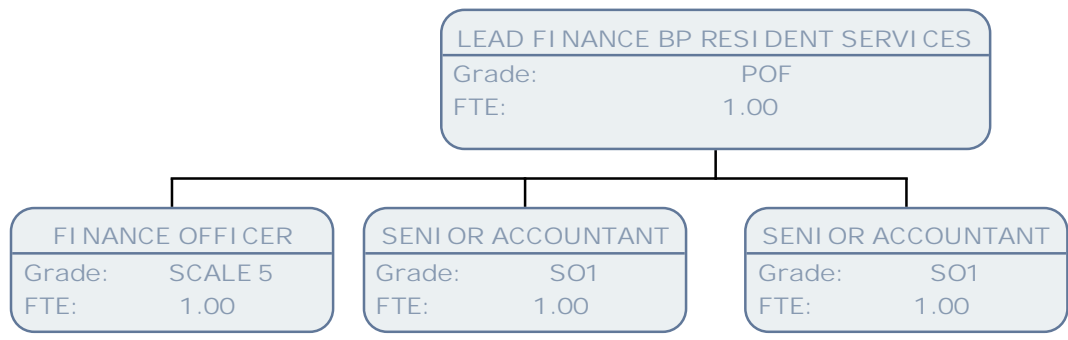 LEAD FINANCE BP RESIDENT SERVICES
Grade: POF
FTE: 1.00
FINANCE OFFICER
Grade: SCALE 5
FTE: 1.00
SENIOR ACCOUNTANT
Grade: SO1
FTE: 1.00
SENIOR ACCOUNTANT
Grade: SO1
FTE: 1.00